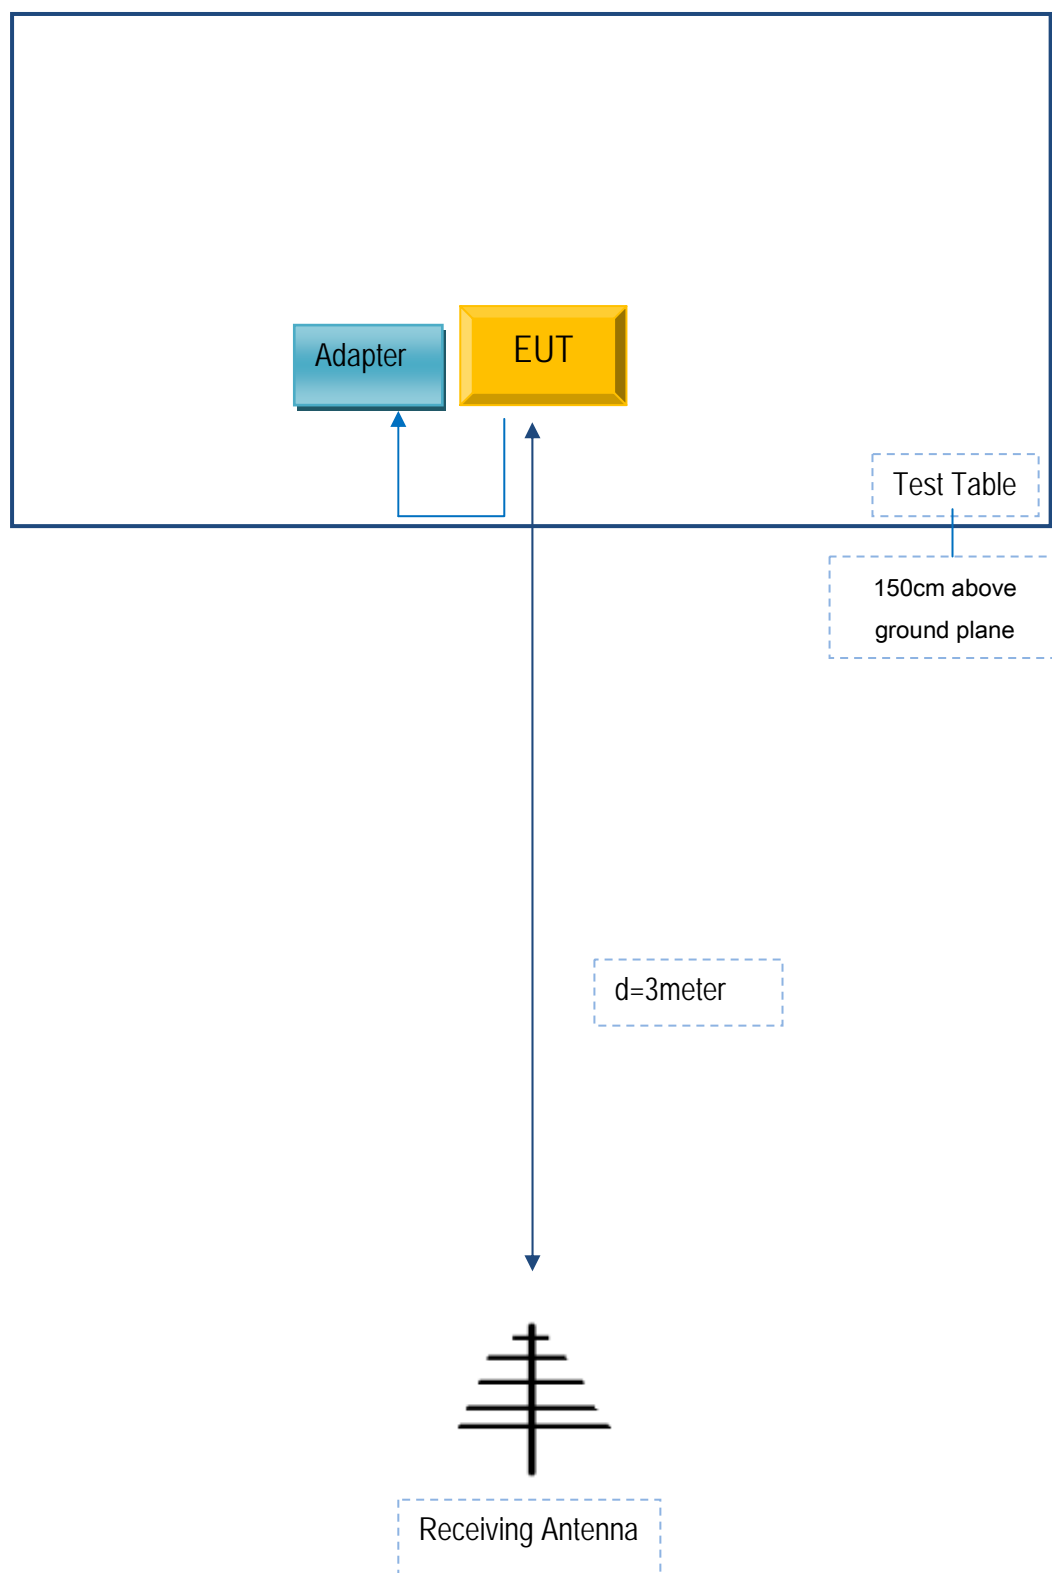 Adapter
EUT
Test Table
150cm above
ground plane
d=3meter
Receiving Antenna